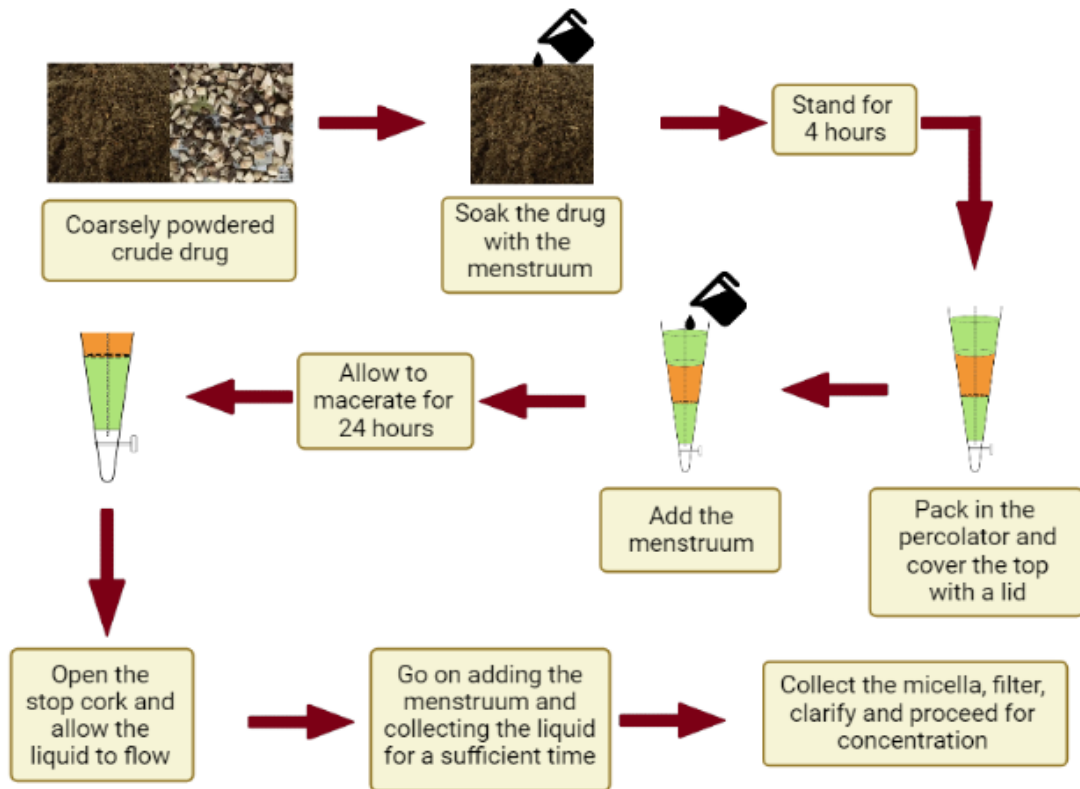 Coarsely powdered
crude drug
Soak the drug
with the
menstruum
Stand for
4 hours
Pack in the
percolator and
cover the top
with a lid
Add the
menstruum
Allow to
macerate for
24 hours
Open the
stop cork and
allow the
liquid to flow
Go on adding the
menstruum and
collecting the liquid
for a sufficient time
Collect the micella, filter,
clarify and proceed for
concentration